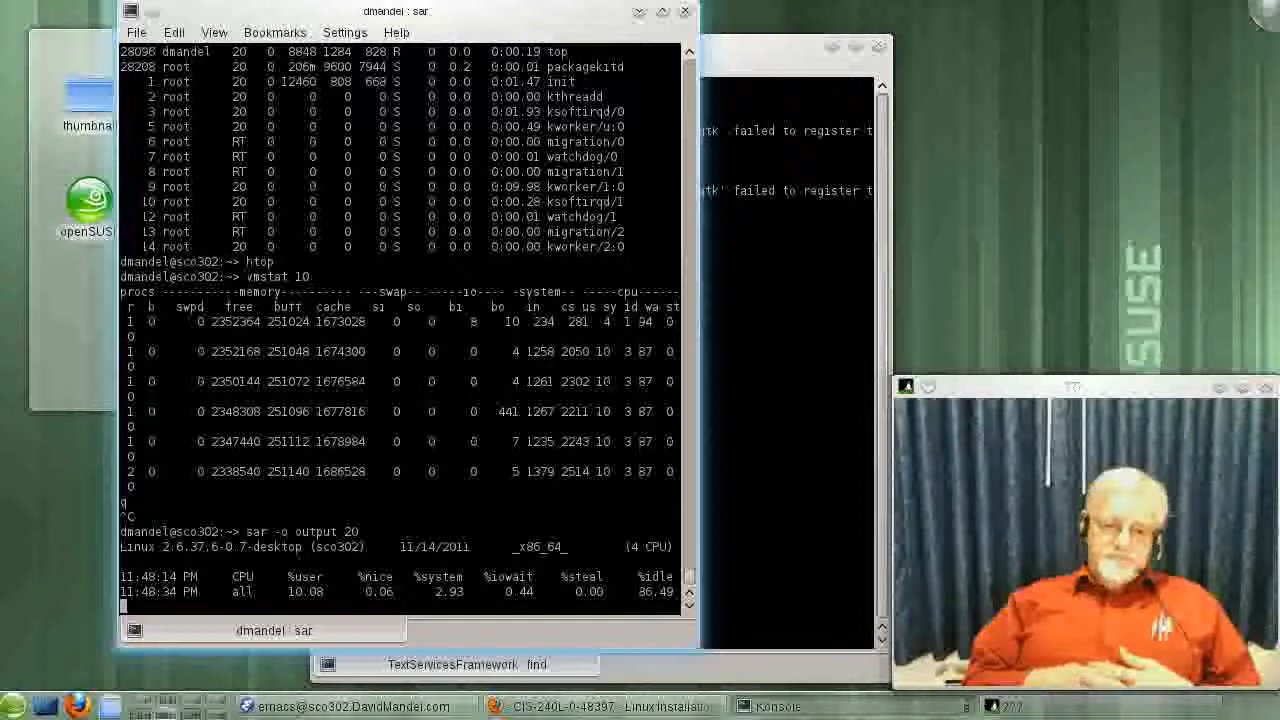 dmandel : sar
File Edit View Bookmarks Settings Help
28096 dmandel 20 0 8848 1284 828 R 0 0.0 0:00.19 top
28208 root 20 0 206m 9600 7944 S 0 0.2 0:00.01 packagekitd
1 root 20 0 12460 808 668 S 0 0.0 0:01.47 init
2 root 20 0 0 0 0 S 0 0.0 0:00.00 kthreadd
3 root 20 0 0 0 0 S 0 0.0 0:01.93 ksoftirqd/0
5 root 20 0 0 0 0 S 0 0.0 0:00.49 kworker/u:0
6 root RT 0 0 0 0 S 0 0.0 0:00.00 migration/0
7 root RT 0 0 0 0 S 0 0.0 0:00.01 watchdog/0
8 root RT 0 0 0 0 S 0 0.0 0:00.00 migration/1
9 root 20 0 0 0 0 S 0 0.0 0:09.98 kworker/1:0
10 root 20 0 0 0 0 S 0 0.0 0:00.28 ksoftirqd/1
12 root RT 0 0 0 0 S 0 0.0 0:00.01 watchdog/1
13 root RT 0 0 0 0 S 0 0.0 0:00.00 migration/2
14 root 20 0 0 0 0 S 0 0.0 0:00.00 kworker/2:0
dmandel@sco302:~> htop
dmandel@sco302:~> vmstat 10
procs -----------memory---------- ---swap-- -----io---- -system-- -----cpu-----
r b swpd free buff cache si so bi bo in cs us sy id wa st
1 0 0 2352364 251024 1673028 0 0 8 10 234 281 4 1 94 0
0
1 0 0 2352168 251048 1674300 0 0 0 4 1258 2050 10 3 87 0
0
1 0 0 2350144 251072 1676584 0 0 0 4 1261 2302 10 3 87 0
0
1 0 0 2348308 251096 1677816 0 0 0 441 1267 2211 10 3 87 0
0
1 0 0 2347440 251112 1678984 0 0 0 7 1235 2243 10 3 87 0
0
2 0 0 2338540 251140 1686528 0 0 0 5 1379 2514 10 3 87 0
0
q
^C
dmandel@sco302:~> sar -o output 20
Linux 2.6.37.6-0.7-desktop (sco302) 11/14/2011 _x86_64_ (4 CPU)
11:48:14 PM CPU %user %nice %system %iowait %steal %idle
11:48:34 PM all 10.08 0.06 2.93 0.44 0.00 86.49
dmandel : sar
gtk' failed to register t
gtk' failed to register t
TextServicesFramework find
thumbnai
openSUS
SUSE
???
emacs@sco302.DavidMandel.com
CIS-240L-0-48397 Linux Installatio
Konsole
8
???